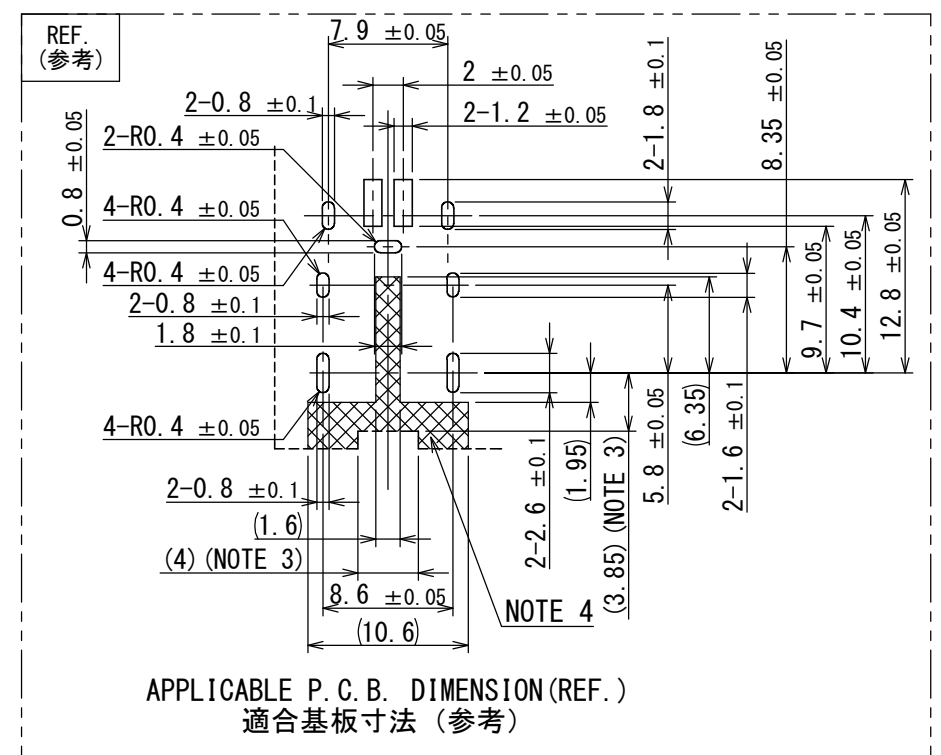 REF.
(参考)
7.9 ±0.05
2 ±0.05
2-0.8 ±0.1
2-1.2 ±0.05
2-R0.4 ±0.05
0.8 ±0.05
4-R0.4 ±0.05
4-R0.4 ±0.05
2-0.8 ±0.1
1.8 ±0.1
4-R0.4 ±0.05
2-0.8 ±0.1
(1.6)
(4)(NOTE 3)
8.6 ±0.05
(10.6)
NOTE 4
2-1.8 ±0.1
8.35 ±0.05
9.7 ±0.05
10.4 ±0.05
12.8 ±0.05
2-2.6 ±0.1
(1.95)
(3.85)(NOTE 3)
5.8 ±0.05
(6.35)
2-1.6 ±0.1
APPLICABLE P.C.B. DIMENSION(REF.)
適合基板寸法 (参考)